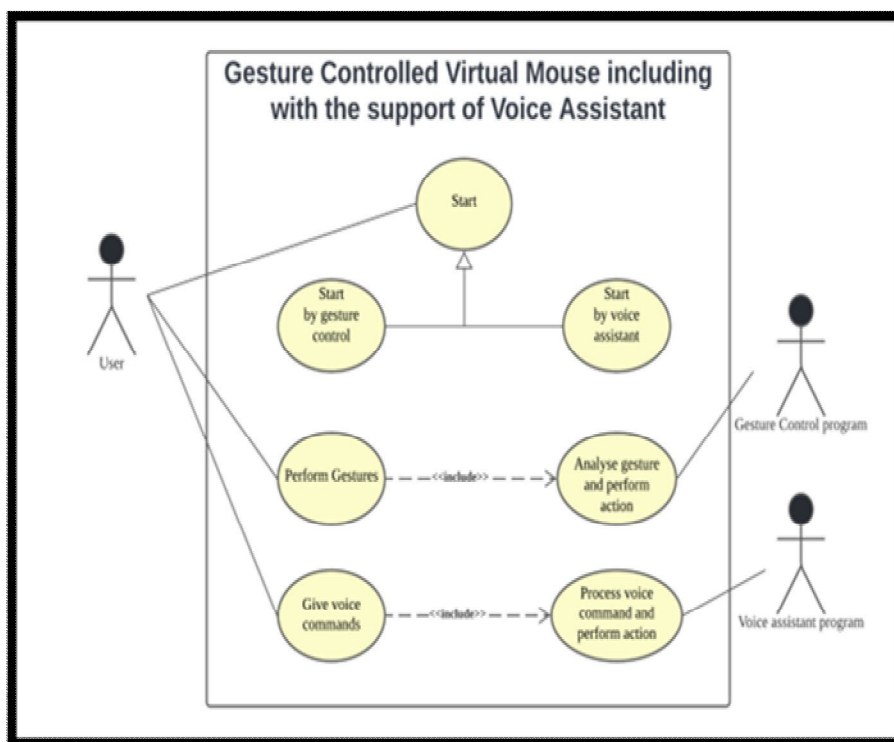 Gesture Controlled Virtual Mouse including
with the support of Voice Assistant
Start
Start
by gesture
control
Start
by voice
assistant
User
Gesture Control program
Perform Gestures
<<include>>
Analyse gesture
and perform
action
Give voice
commands
<<include>>
Process voice
command and
perform action
Voice assistant program